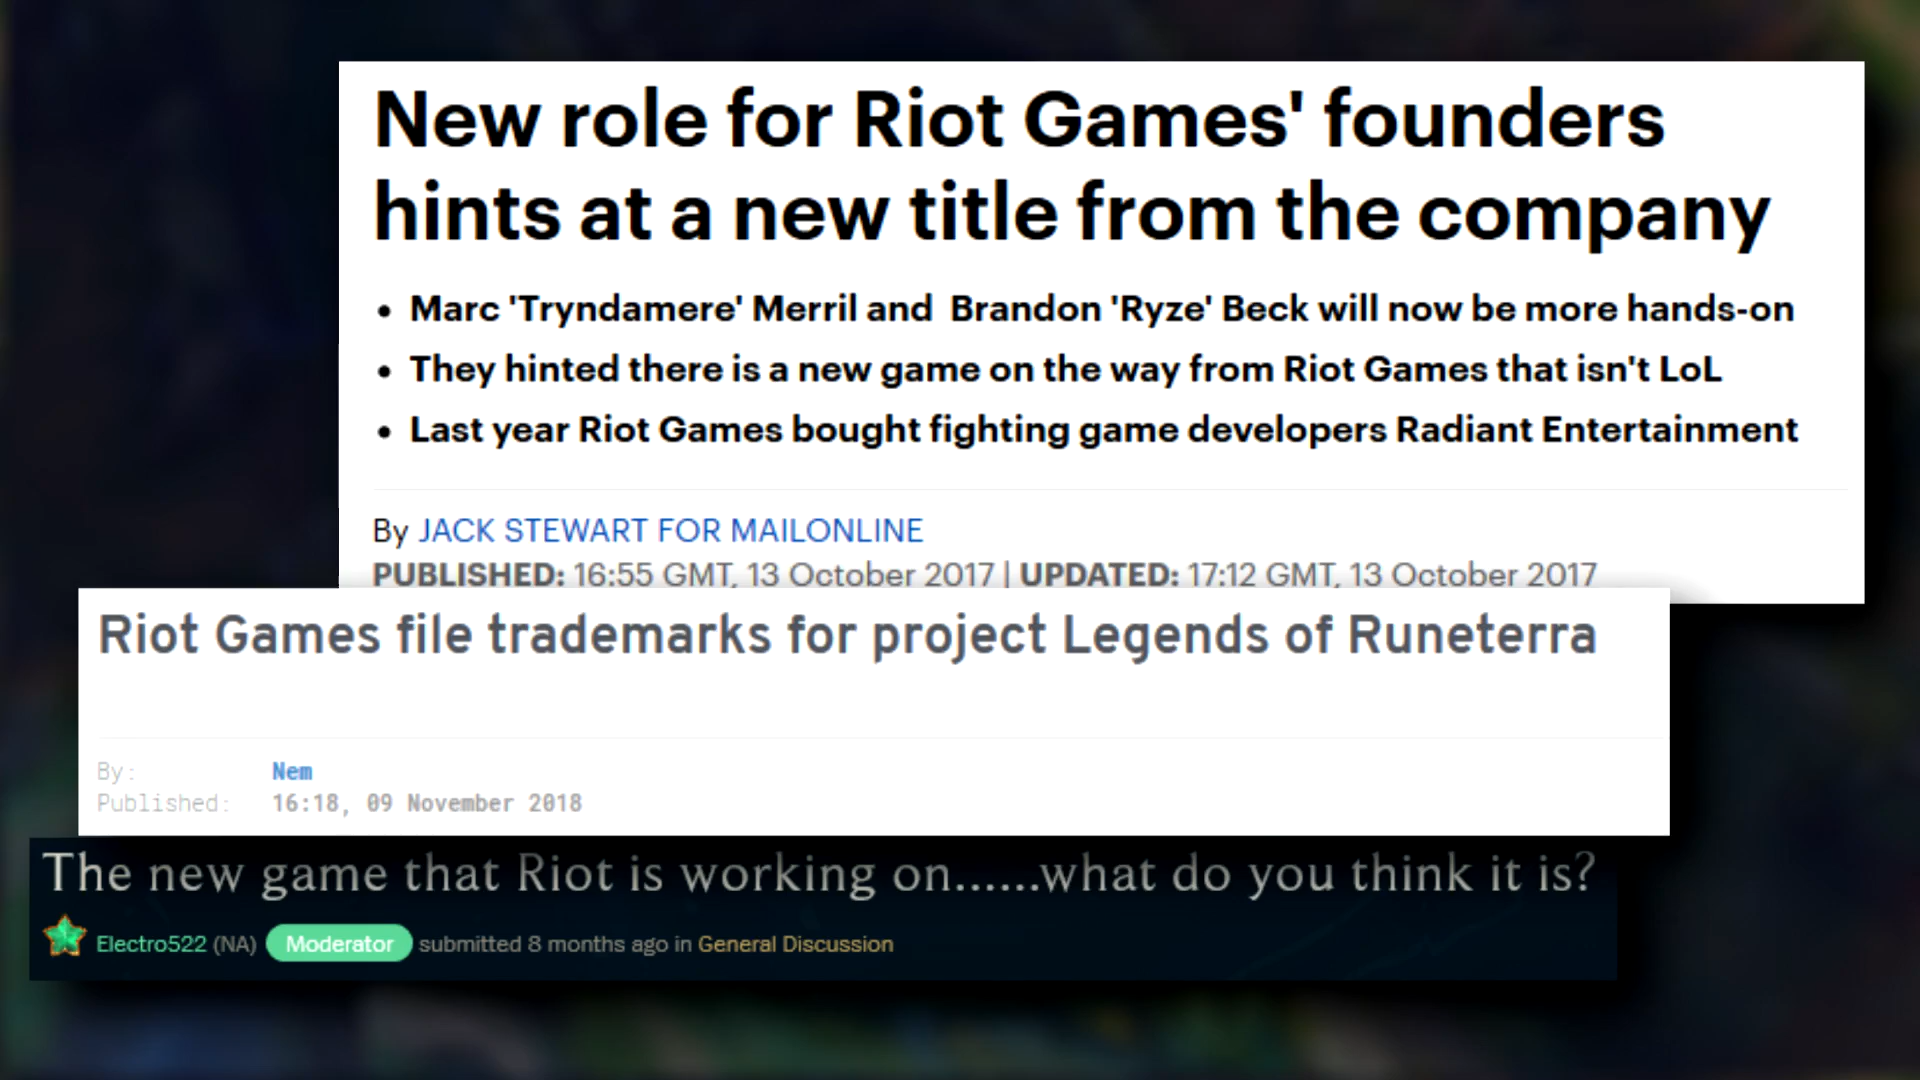 New role for Riot Games' founders
hints at a new title from the company
• Marc 'Tryndamere' Merril and Brandon 'Ryze' Beck will now be more hands-on
• They hinted there is a new game on the way from Riot Games that isn't LoL
• Last year Riot Games bought fighting game developers Radiant Entertainment
By JACK STEWART FOR MAILONLINE
PUBLISHED: 16:55 GMT, 13 October 2017 | UPDATED: 17:12 GMT, 13 October 2017
Riot Games file trademarks for project Legends of Runeterra
By: Nem
Published: 16:18, 09 November 2018
The new game that Riot is working on......what do you think it is?
Electro522 (NA) Moderator submitted 8 months ago in General Discussion